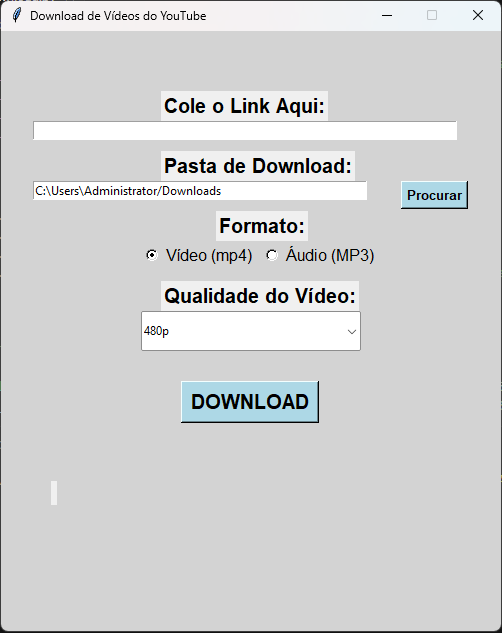 Download de Vídeos do YouTube
Cole o Link Aqui:
Pasta de Download:
C:\Users\Administrator/Downloads
Procurar
Formato:
Vídeo (mp4) Áudio (MP3)
Qualidade do Vídeo:
480p
DOWNLOAD